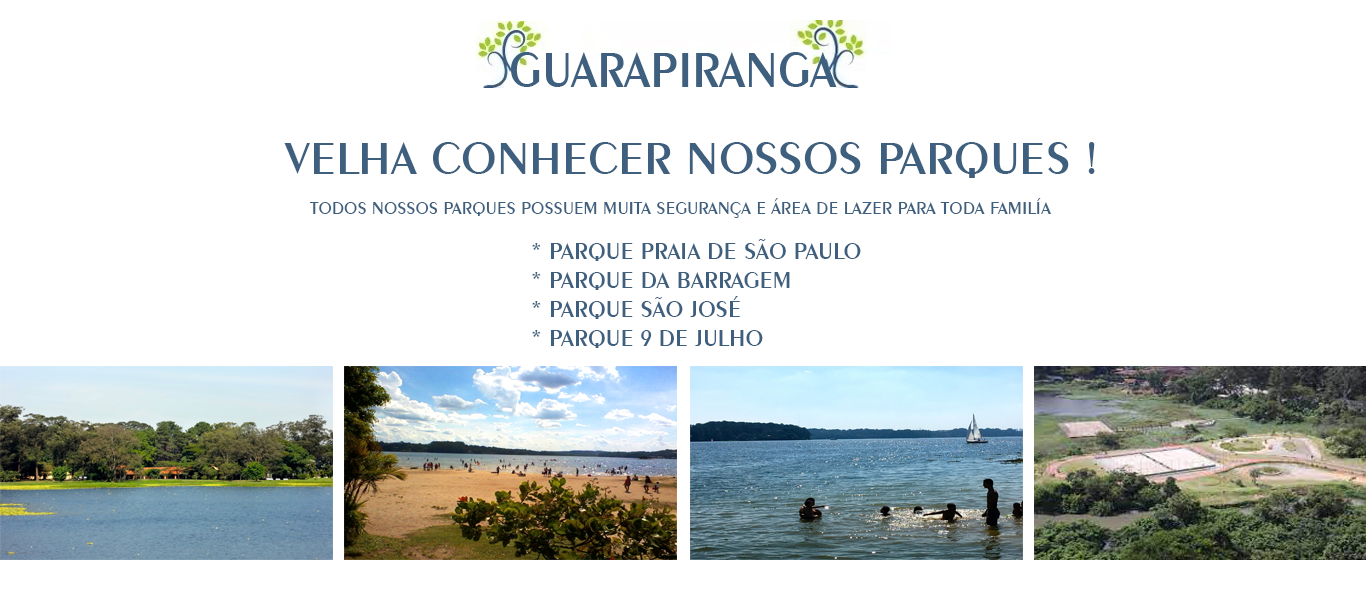 GUARAPIRANGA
VELHA CONHECER NOSSOS PARQUES !
TODOS NOSSOS PARQUES POSSUEM MUITA SEGURANÇA E ÁREA DE LAZER PARA TODA FAMILÍA
* PARQUE PRAIA DE SÃO PAULO
* PARQUE DA BARRAGEM
* PARQUE SÃO JOSÉ
* PARQUE 9 DE JULHO